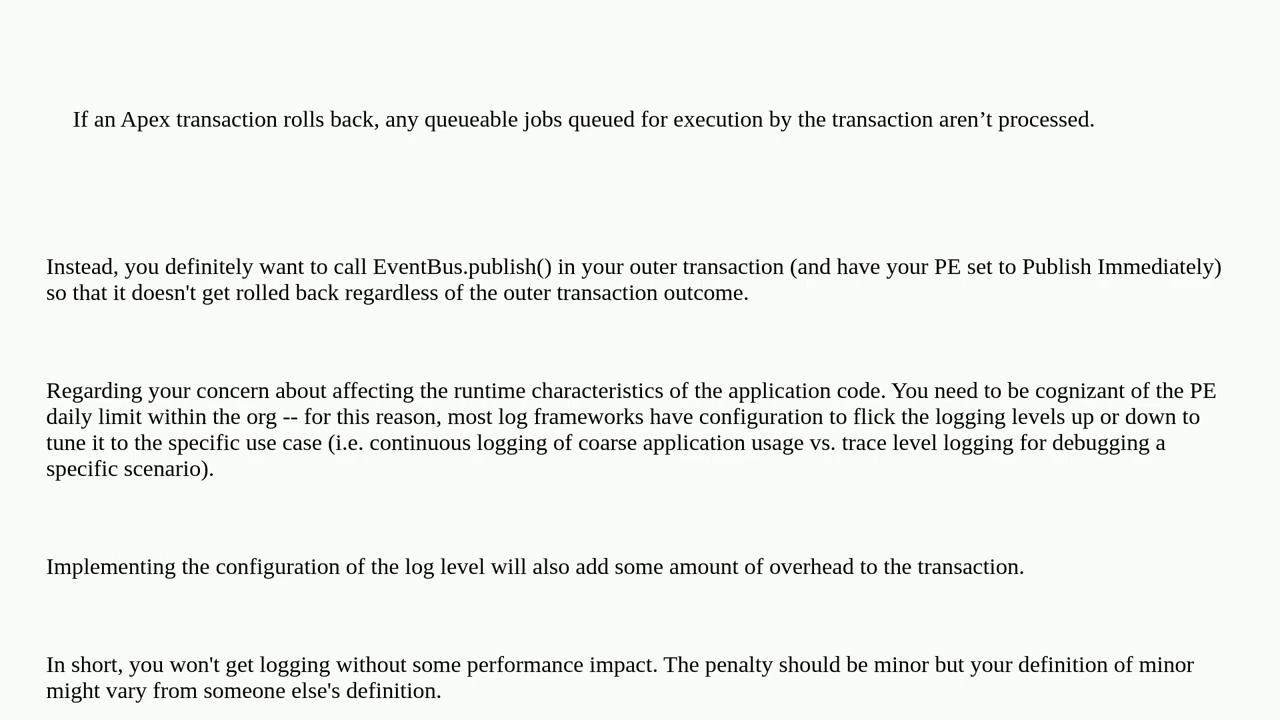 If an Apex transaction rolls back, any queueable jobs queued for execution by the transaction aren’t processed.
Instead, you definitely want to call EventBus.publish() in your outer transaction (and have your PE set to Publish Immediately)
so that it doesn't get rolled back regardless of the outer transaction outcome.
Regarding your concern about affecting the runtime characteristics of the application code. You need to be cognizant of the PE
daily limit within the org -- for this reason, most log frameworks have configuration to flick the logging levels up or down to
tune it to the specific use case (i.e. continuous logging of coarse application usage vs. trace level logging for debugging a
specific scenario).
Implementing the configuration of the log level will also add some amount of overhead to the transaction.
In short, you won't get logging without some performance impact. The penalty should be minor but your definition of minor
might vary from someone else's definition.